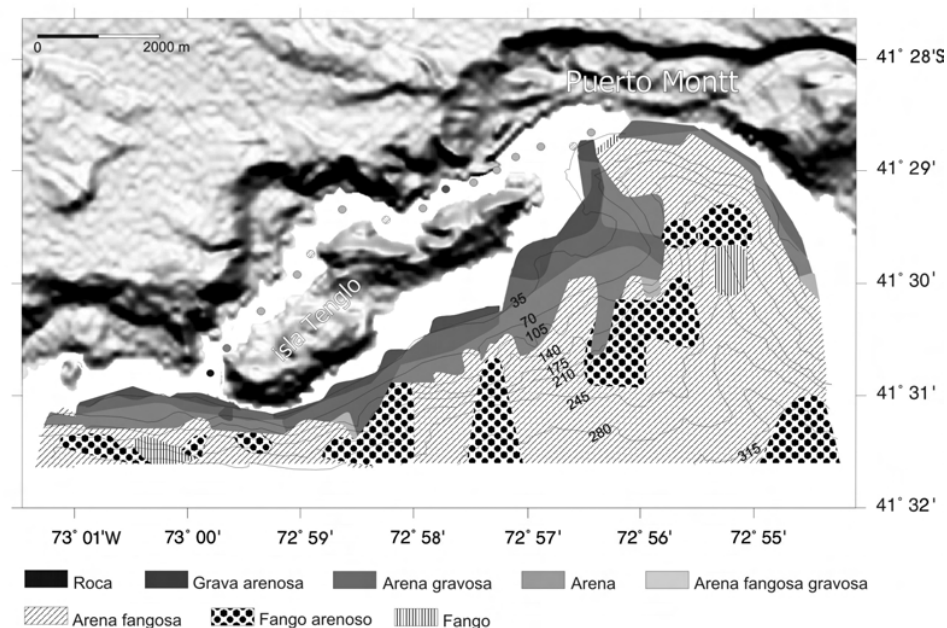 0 2000 m
Puerto Montt
41° 28'S
41° 29'
Isla Tenglo
41° 30'
35
70
105
140
175
210
245
280
315
41° 31'
41° 32'
73° 01'W 73° 00' 72° 59' 72° 58' 72° 57' 72° 56' 72° 55'
Roca Grava arenosa Arena gravosa Arena Arena fangosa gravosa
Arena fangosa Fango arenoso Fango